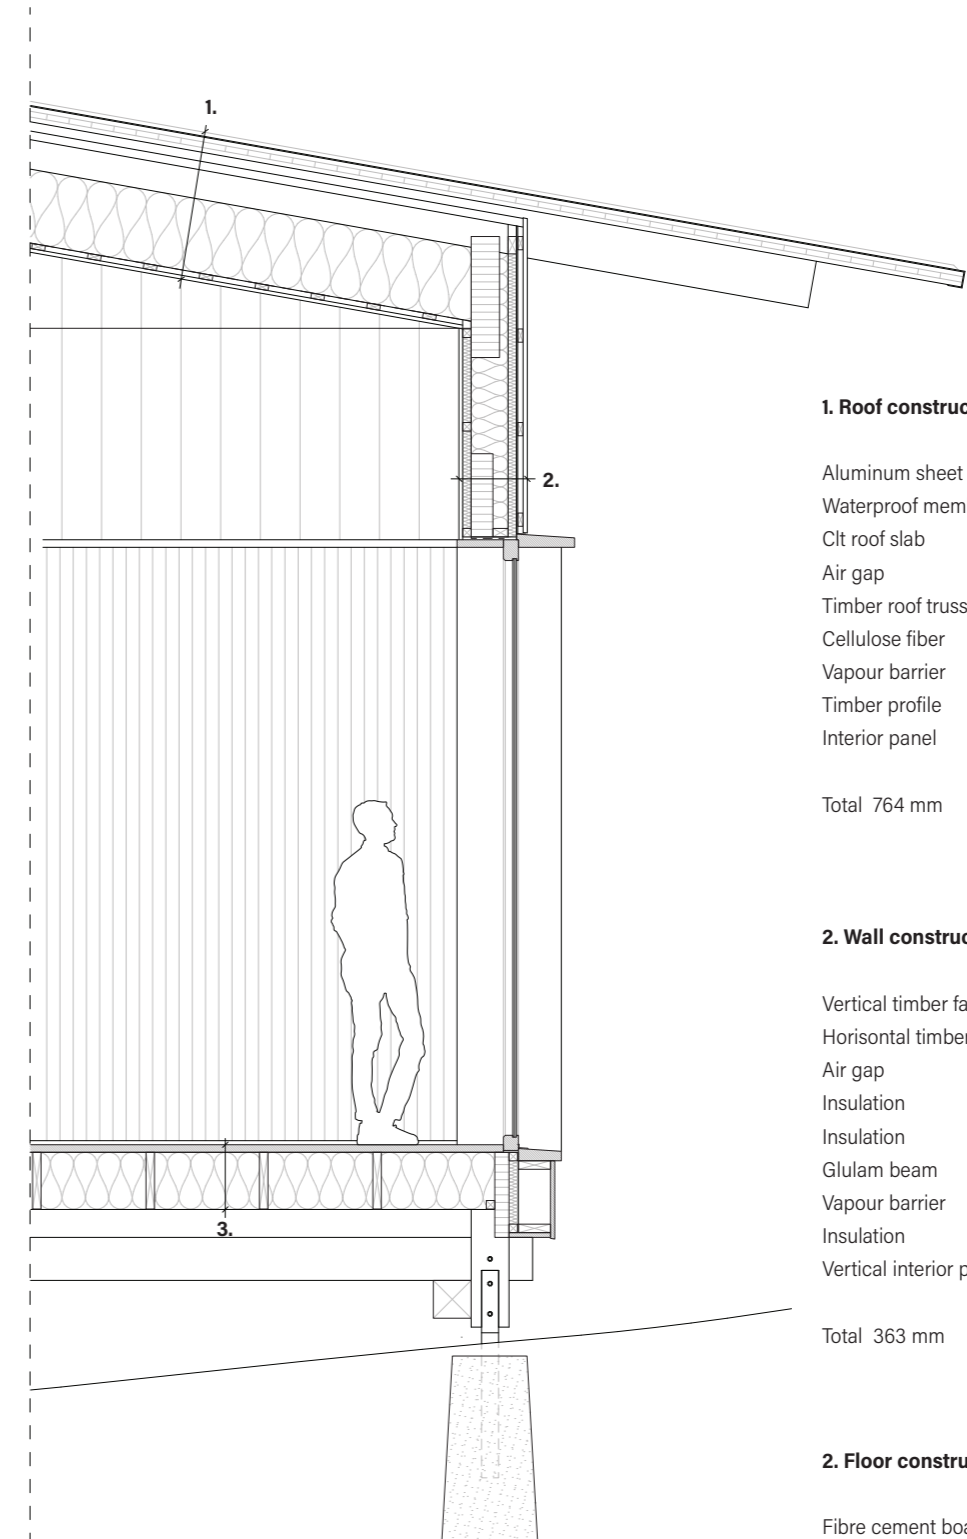 1.
2.
3.
1. Roof construc
Aluminum sheet
Waterproof mem
Clt roof slab
Air gap
Timber roof truss
Cellulose fiber
Vapour barrier
Timber profile
Interior panel
Total 764 mm
2. Wall construc
Vertical timber fa
Horisontal timber
Air gap
Insulation
Insulation
Glulam beam
Vapour barrier
Insulation
Vertical interior p
Total 363 mm
2. Floor constru
Fibre cement boa